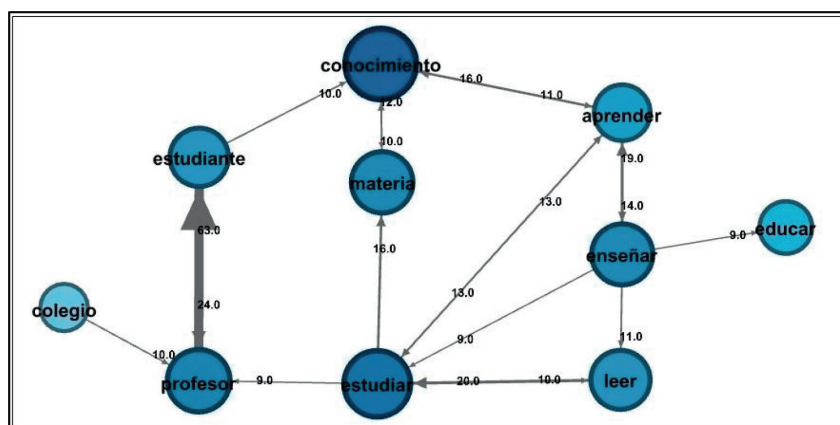 conocimiento
16.0
12.0
10.0
11.0
aprender
10.0
estudiante
19.0
materia
13.0
14.0
63.0
educar
9.0
16.0
enseñar
24.0
13.0
colegio
9.0
11.0
10.0
profesor
9.0
estudiar
20.0
10.0
leer